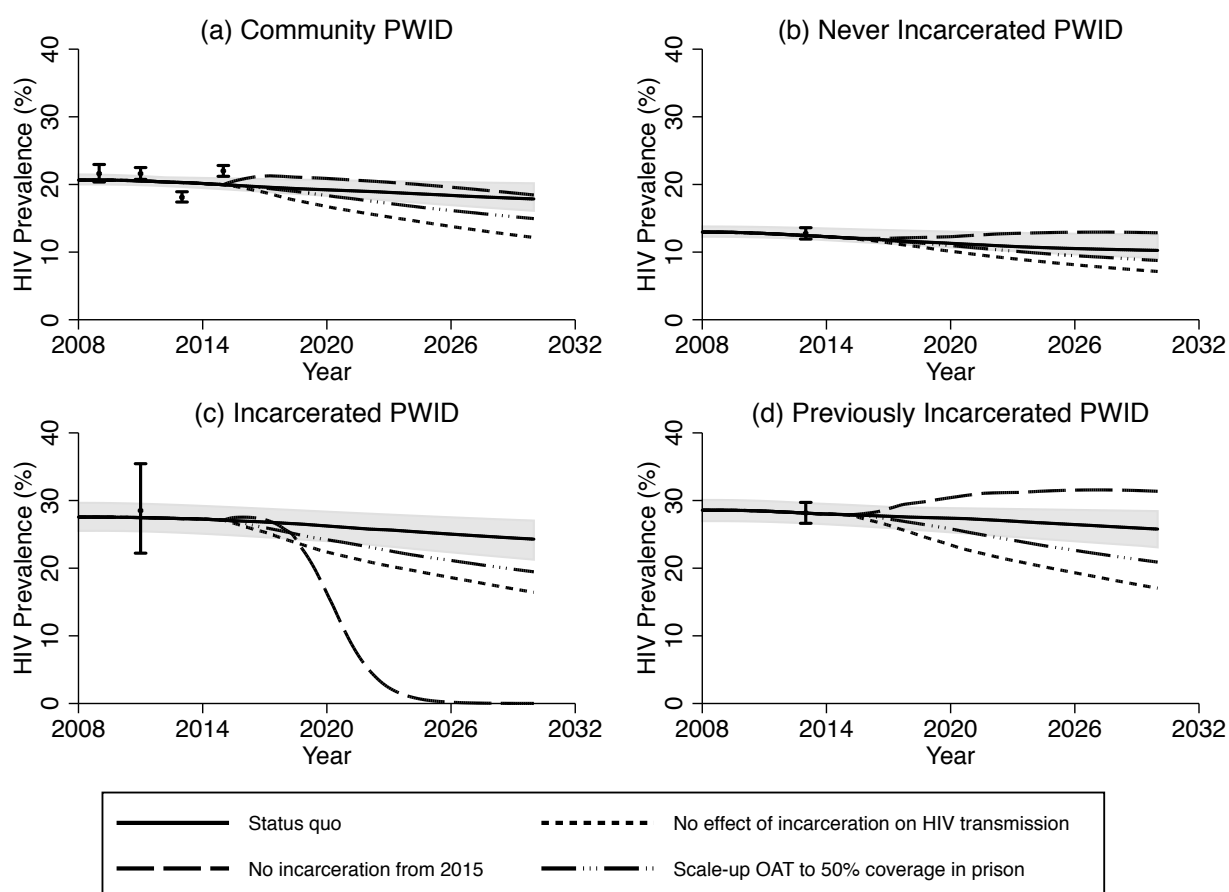 (a) Community PWID
HIV Prevalence (%)
40
30
20
10
0
2008 2014 2020 2026 2032
Year
(b) Never Incarcerated PWID
HIV Prevalence (%)
40
30
20
10
0
2008 2014 2020 2026 2032
Year
(c) Incarcerated PWID
HIV Prevalence (%)
40
30
20
10
0
2008 2014 2020 2026 2032
Year
(d) Previously Incarcerated PWID
HIV Prevalence (%)
40
30
20
10
0
2008 2014 2020 2026 2032
Year
Status quo
No effect of incarceration on HIV transmission
No incarceration from 2015
Scale-up OAT to 50% coverage in prison